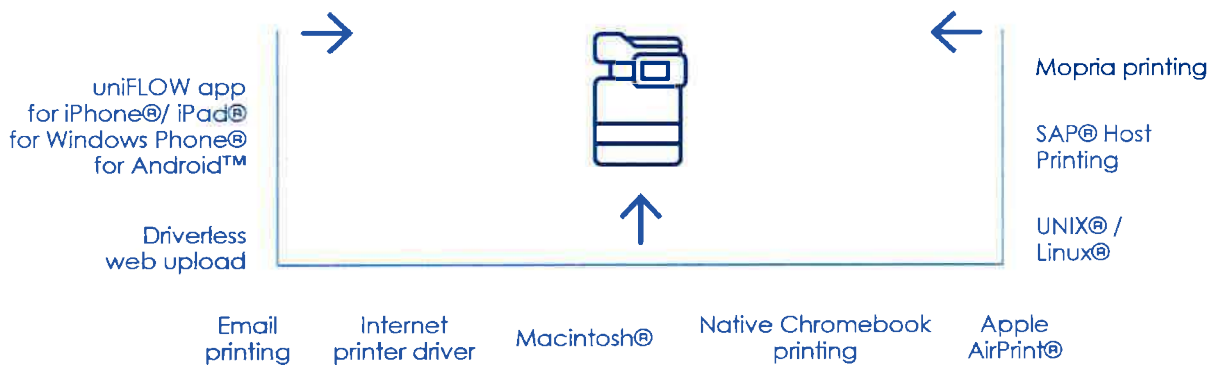 uniFLOW app
for iPhone®/ iPad®
for Windows Phone®
for Android™
Driverless
web upload
Email
printing
Internet
printer driver
Macintosh®
Native Chromebook
printing
Apple
AirPrint®
Mopria printing
SAP® Host
Printing
UNIX® /
Linux®